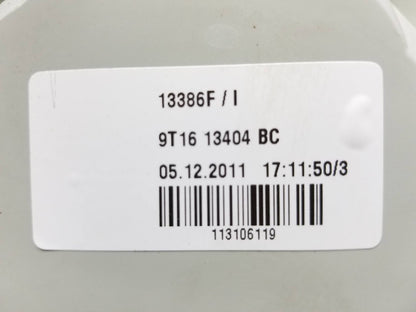 13386F / I
9T16 13404 BC
05.12.2011 17:11:50/3
113106119